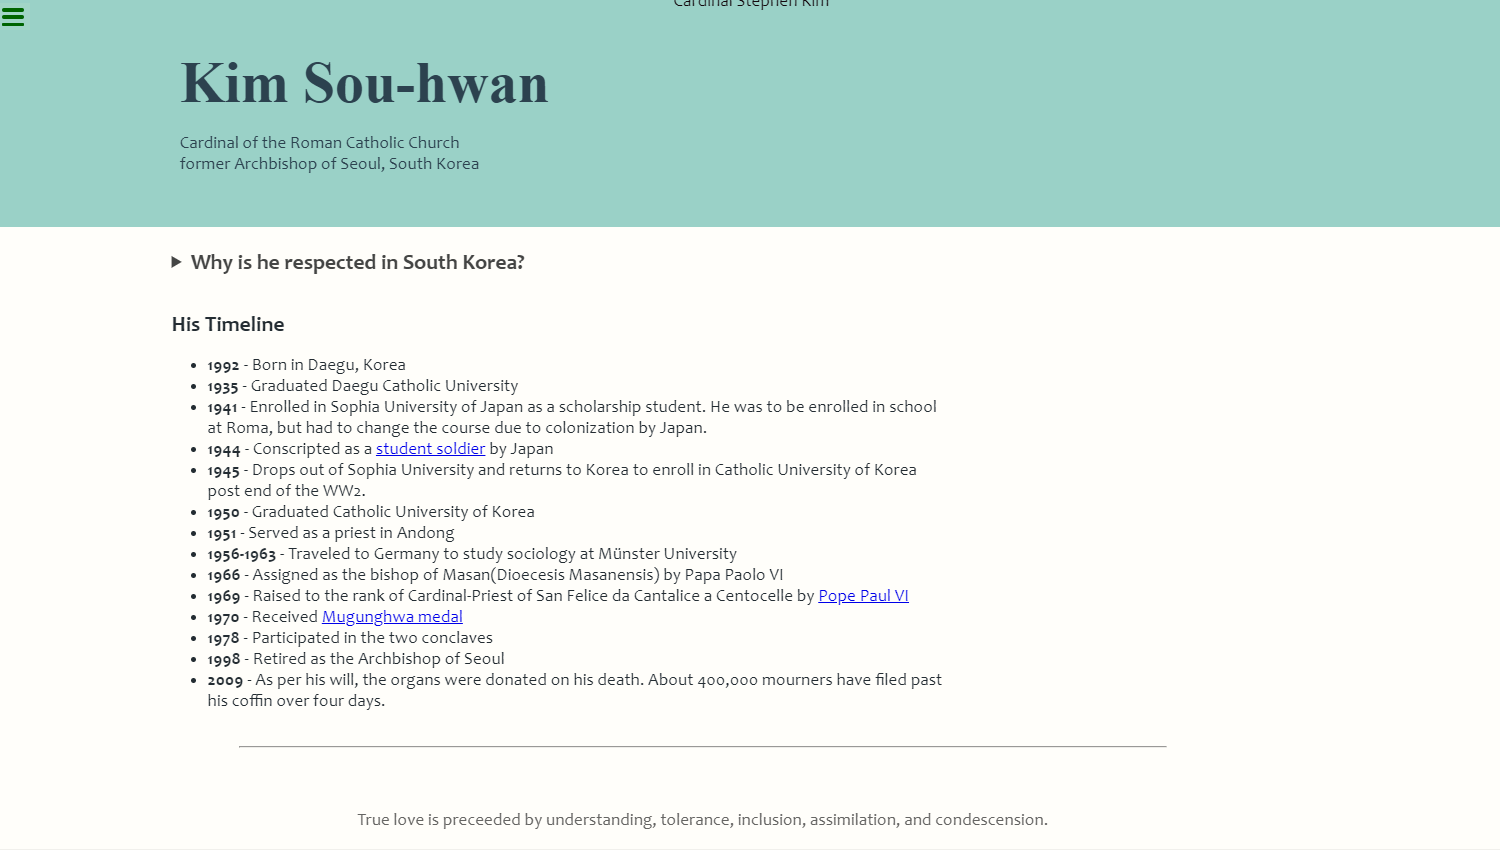 Cardinal Stephen Kim
Kim Sou-hwan
Cardinal of the Roman Catholic Church
former Archbishop of Seoul, South Korea
Why is he respected in South Korea?
His Timeline
1992 - Born in Daegu, Korea
1935 - Graduated Daegu Catholic University
1941 - Enrolled in Sophia University of Japan as a scholarship student. He was to be enrolled in school
at Roma, but had to change the course due to colonization by Japan.
1944 - Conscripted as a student soldier by Japan
1945 - Drops out of Sophia University and returns to Korea to enroll in Catholic University of Korea
post end of the WW2.
1950 - Graduated Catholic University of Korea
1951 - Served as a priest in Andong
1956-1963 - Traveled to Germany to study sociology at Münster University
1966 - Assigned as the bishop of Masan(Dioecesis Masanensis) by Papa Paolo VI
1969 - Raised to the rank of Cardinal-Priest of San Felice da Cantalice a Centocelle by Pope Paul VI
1970 - Received Mugunghwa medal
1978 - Participated in the two conclaves
1998 - Retired as the Archbishop of Seoul
2009 - As per his will, the organs were donated on his death. About 400,000 mourners have filed past
his coffin over four days.
True love is preceeded by understanding, tolerance, inclusion, assimilation, and condescension.